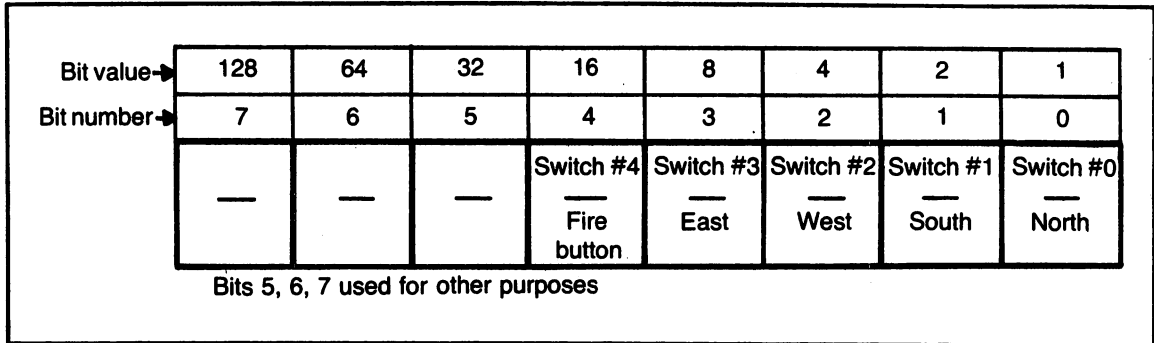 Bit value 128 64 32 16 8 4 2 1
Bit number 7 6 5 4 3 2 1 0
Switch #4 Switch #3 Switch #2 Switch #1 Switch #0
— — — — — — — —
Fire East West South North
button
Bits 5, 6, 7 used for other purposes